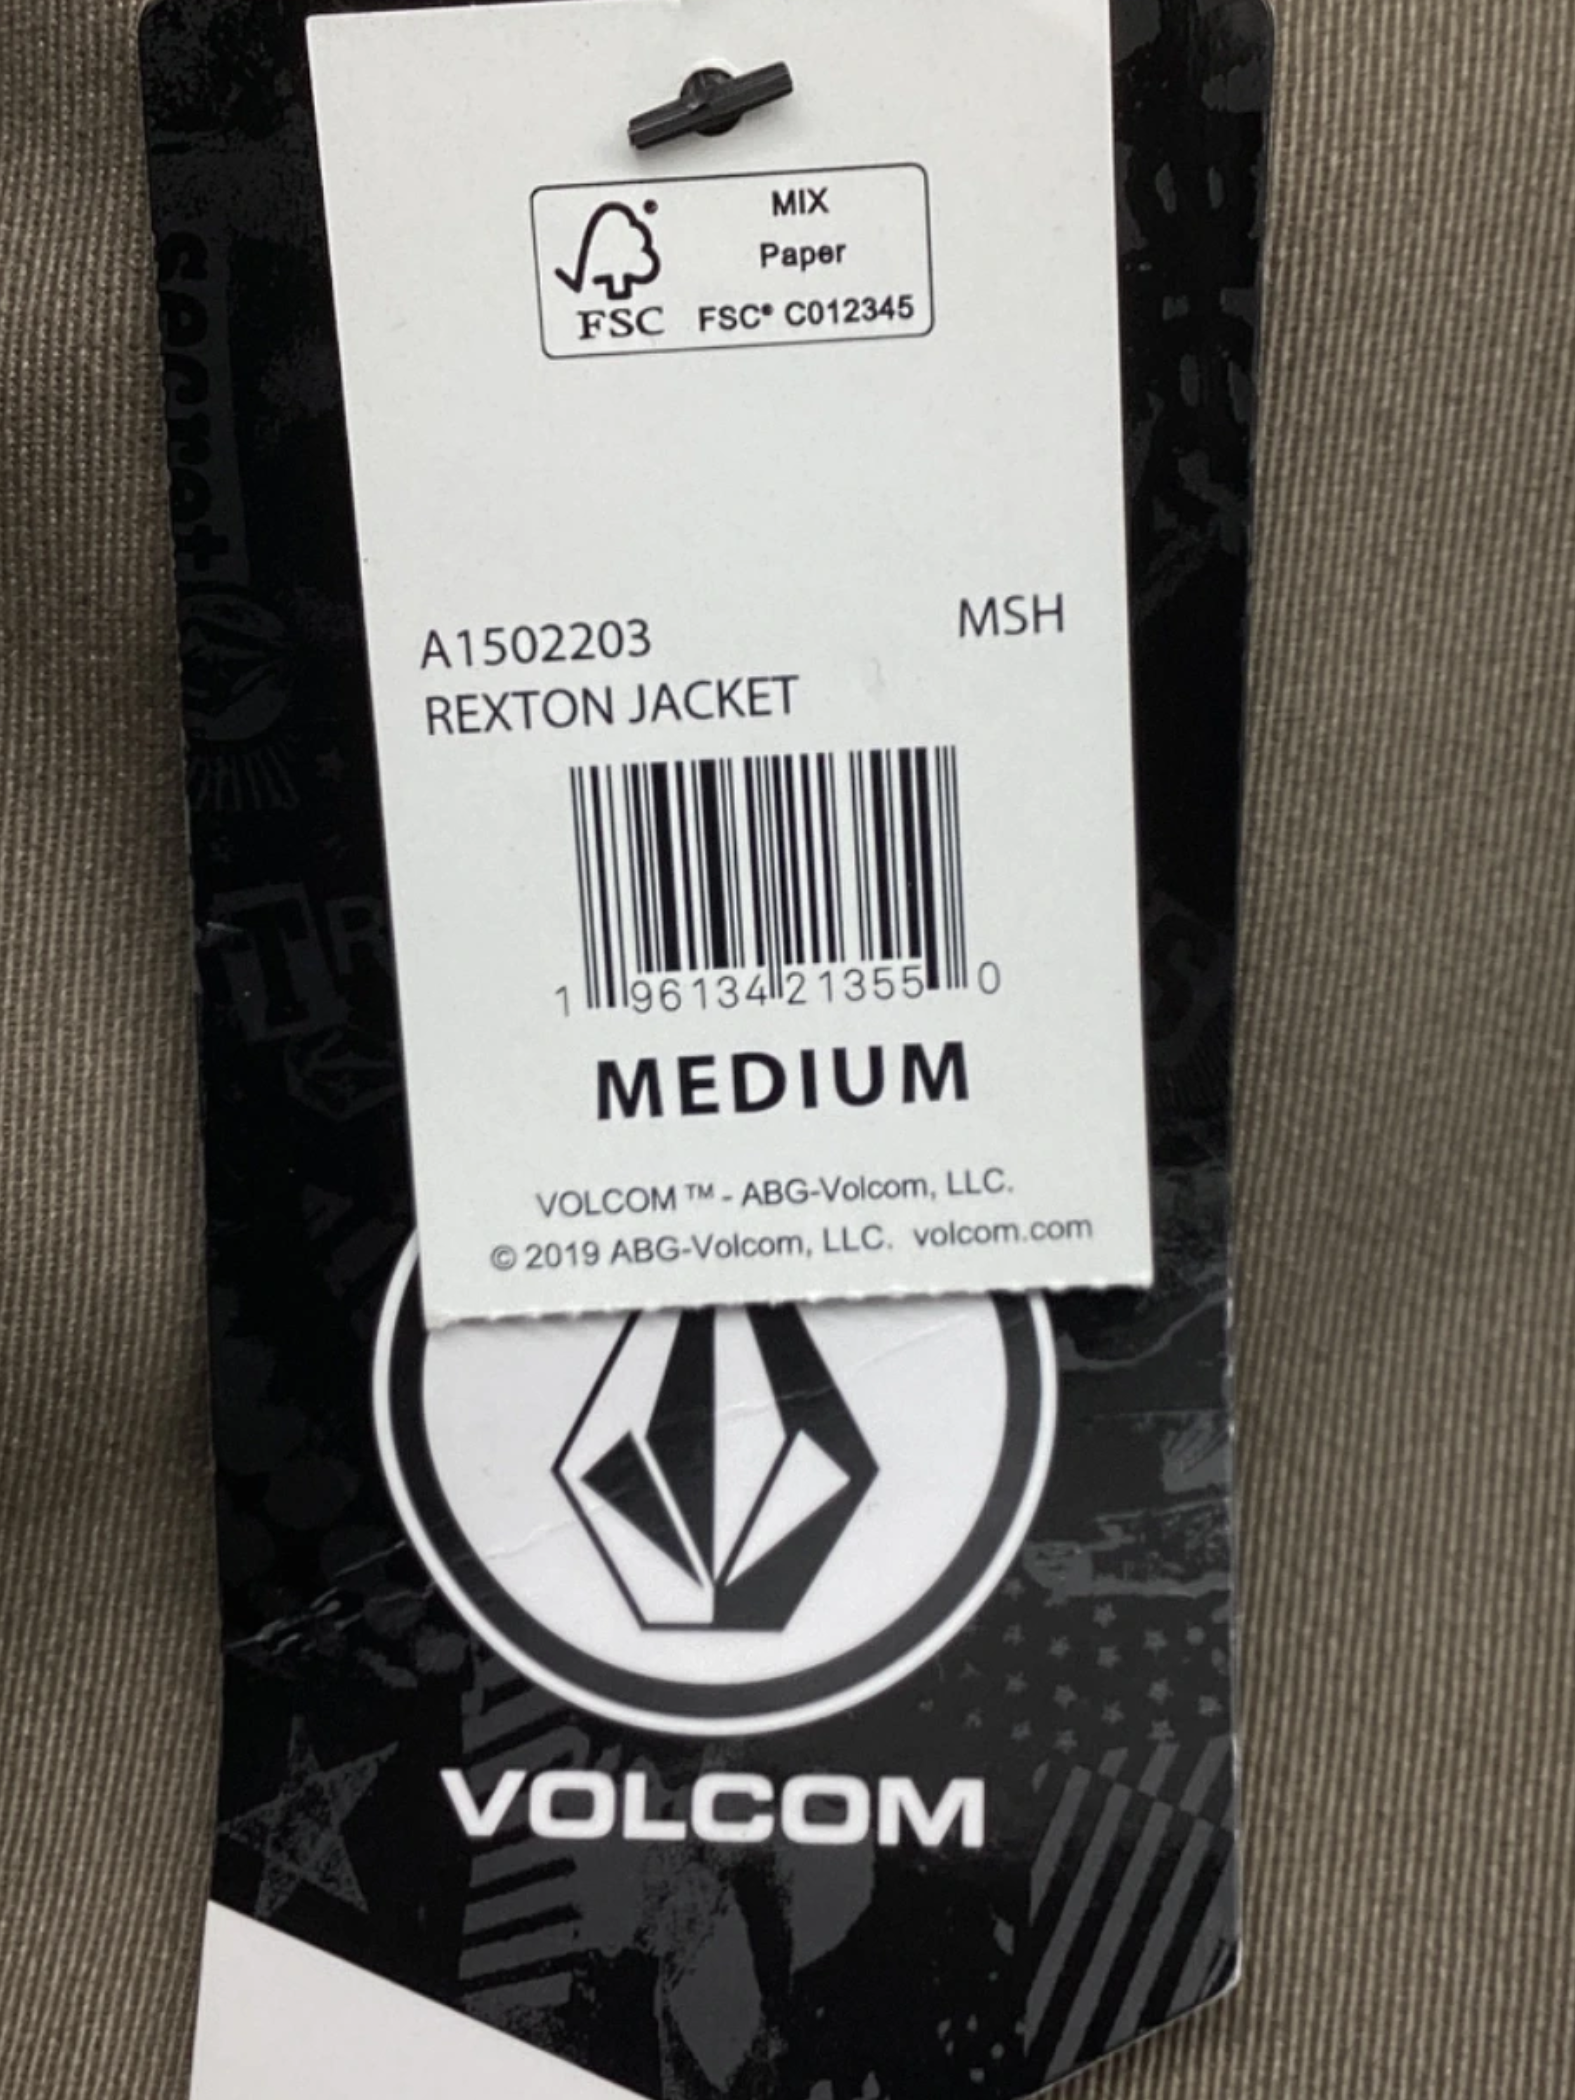 MIX
Paper
FSC FSC® C012345
A1502203 MSH
REXTON JACKET
1 96134 21355 0
MEDIUM
VOLCOM ™ - ABG-Volcom, LLC.
© 2019 ABG-Volcom, LLC. volcom.com
secret
VOLCOM